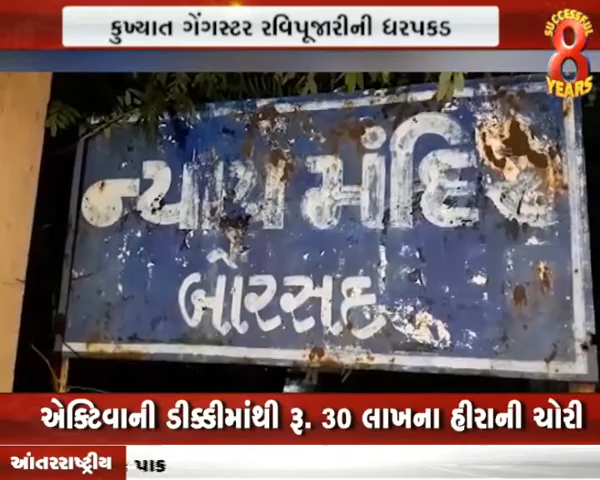 કુખ્યાત ગેંગસ્ટર રવિપૂજારીની ધરપકડ
SUCCESSFUL
8
YEARS
ન્યાય મંદિર
બોરસદ
એક્ટિવાની ડીક્કીમાંથી રૂ. 30 લાખના હીરાની ચોરી
આંતરરાષ્ટ્રીય
પાક